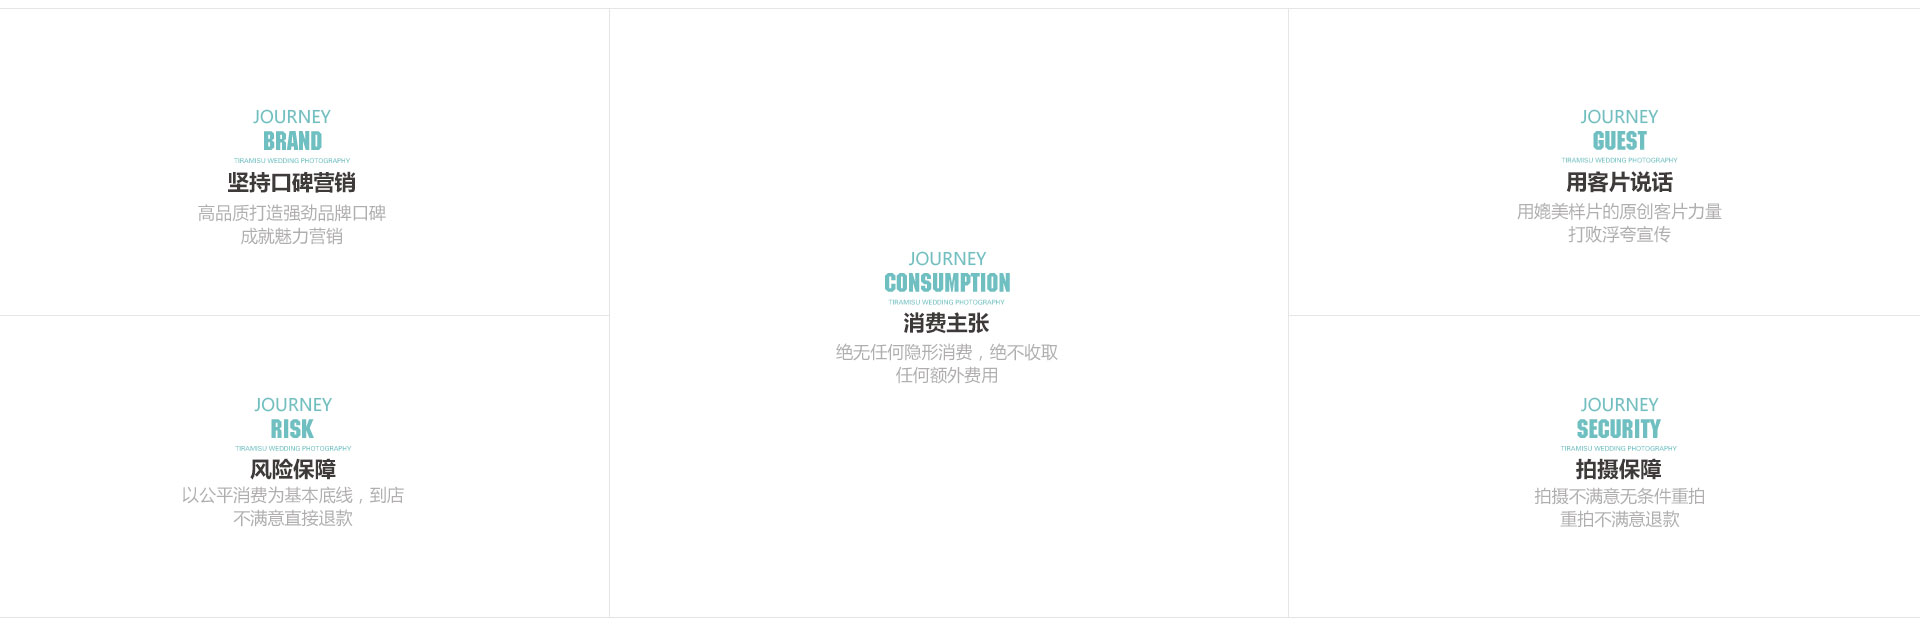 JOURNEY
BRAND
TIRAMISU WEDDING PHOTOGRAPHY
坚持口碑营销
高品质打造强劲品牌口碑
成就魅力营销
JOURNEY
RISK
TIRAMISU WEDDING PHOTOGRAPHY
风险保障
以公平消费为基本底线，到店
不满意直接退款
JOURNEY
CONSUMPTION
TIRAMISU WEDDING PHOTOGRAPHY
消费主张
绝无任何隐形消费，绝不收取
任何额外费用
JOURNEY
GUEST
TIRAMISU WEDDING PHOTOGRAPHY
用客片说话
用媲美样片的原创客片力量
打败浮夸宣传
JOURNEY
SECURITY
TIRAMISU WEDDING PHOTOGRAPHY
拍摄保障
拍摄不满意无条件重拍
重拍不满意退款